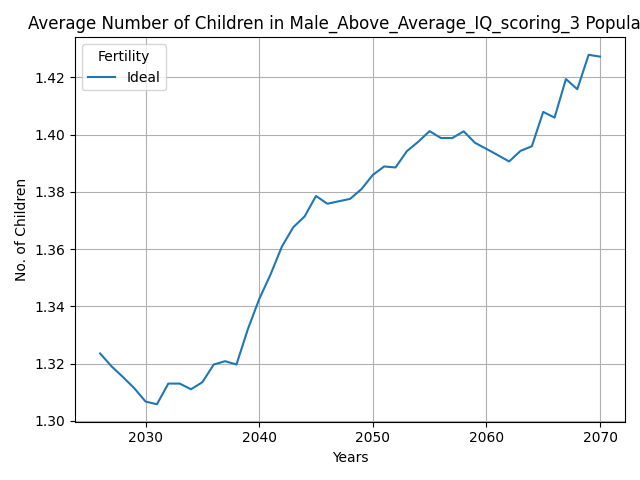 Average Number of Children in Male_Above_Average_IQ_scoring_3 Popula
Fertility
Ideal
No. of Children
1.42
1.40
1.38
1.36
1.34
1.32
1.30
2030 2040 2050 2060 2070
Years